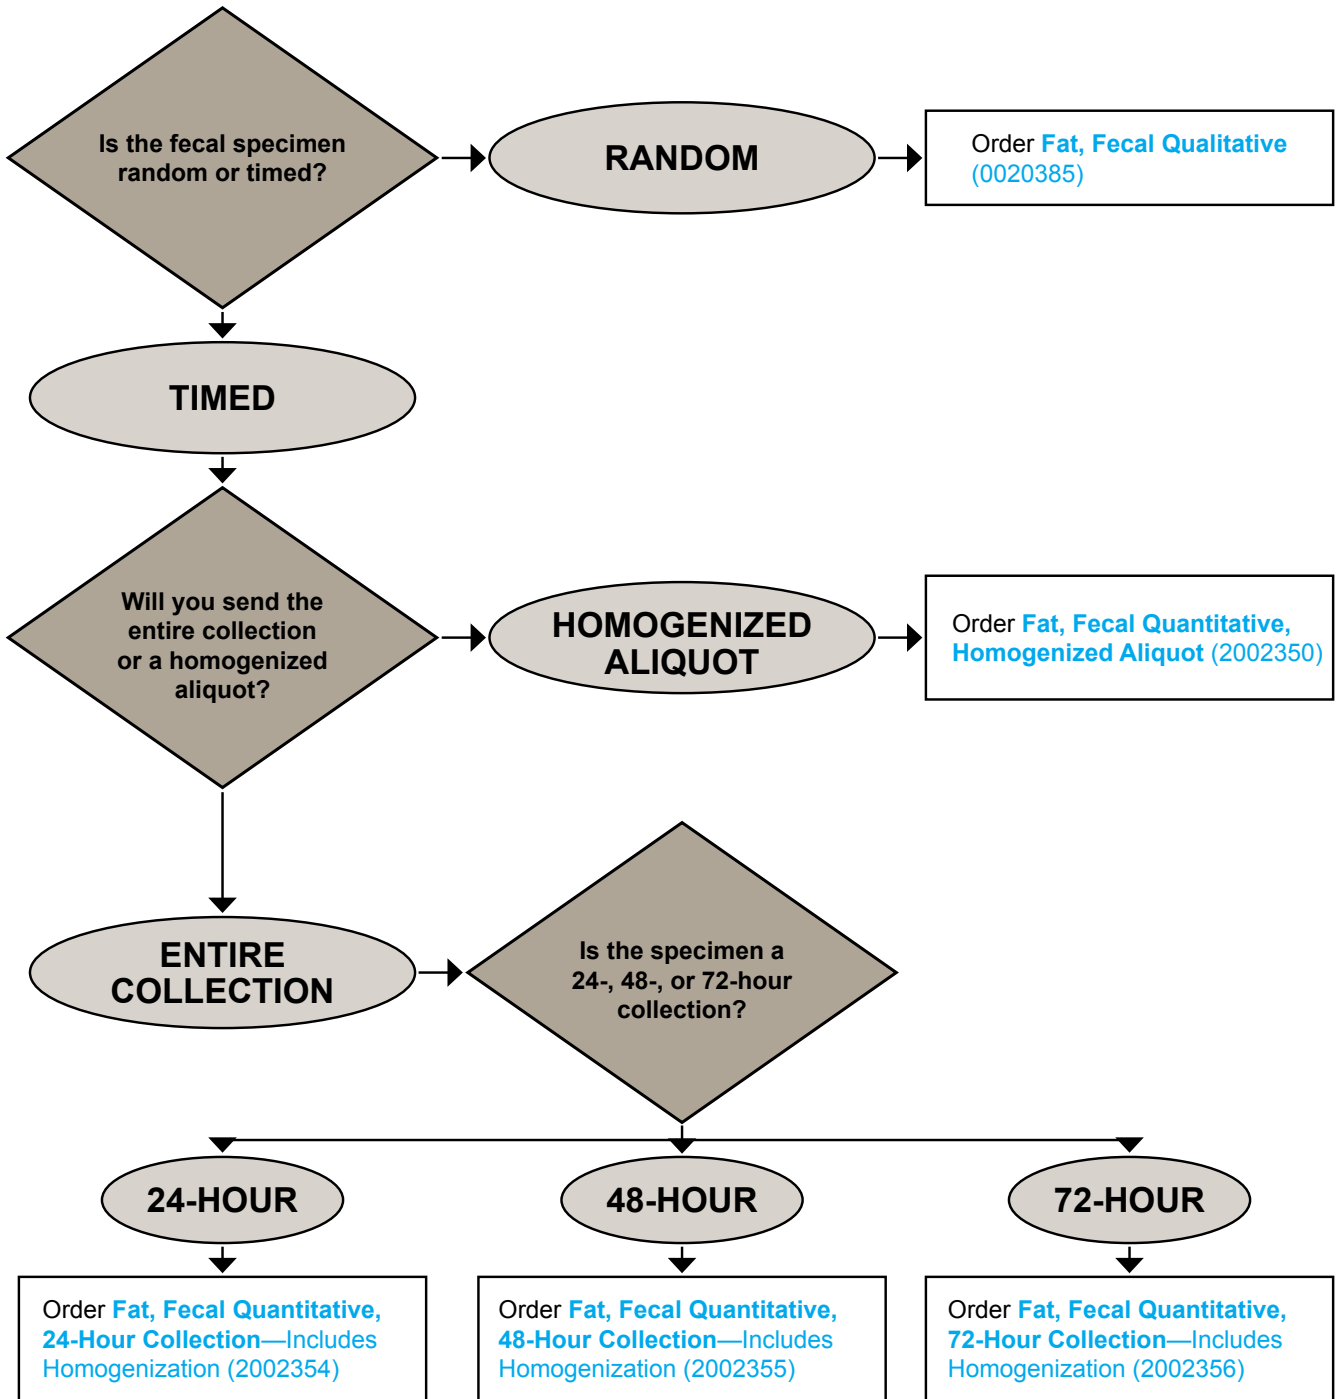 Is the fecal specimen
random or timed?
RANDOM
Order Fat, Fecal Qualitative
(0020385)
TIMED
Will you send the
entire collection
or a homogenized
aliquot?
HOMOGENIZED
ALIQUOT
Order Fat, Fecal Quantitative,
Homogenized Aliquot (2002350)
ENTIRE
COLLECTION
Is the specimen a
24-, 48-, or 72-hour
collection?
24-HOUR
48-HOUR
72-HOUR
Order Fat, Fecal Quantitative,
24-Hour Collection—Includes
Homogenization (2002354)
Order Fat, Fecal Quantitative,
48-Hour Collection—Includes
Homogenization (2002355)
Order Fat, Fecal Quantitative,
72-Hour Collection—Includes
Homogenization (2002356)